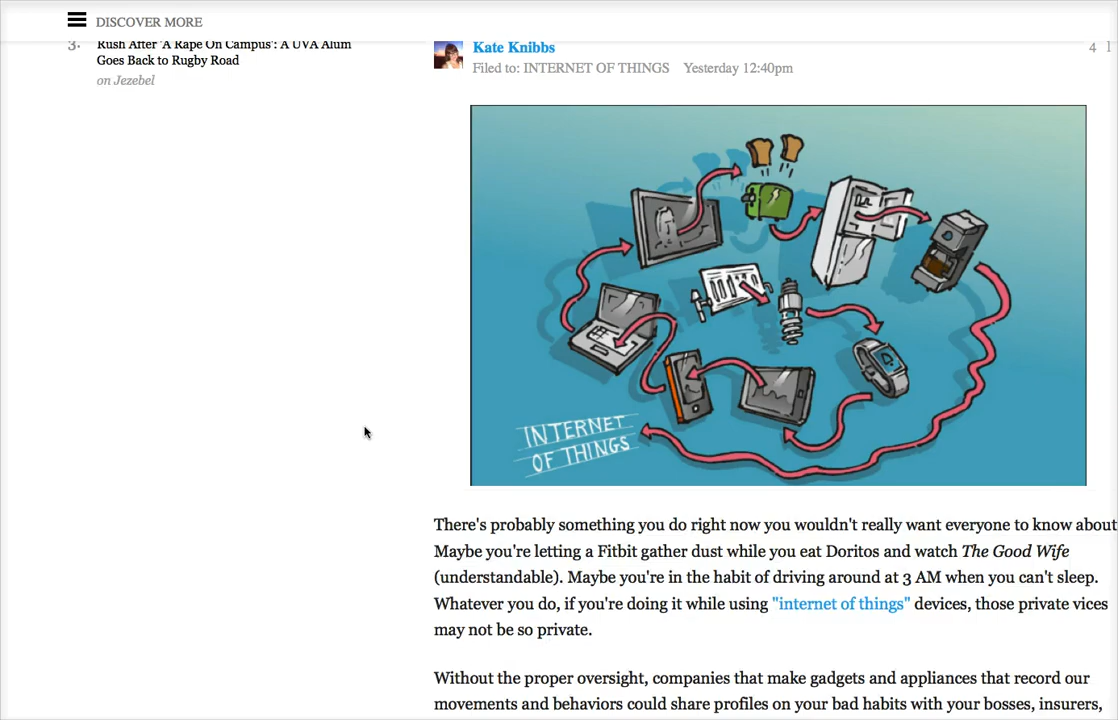 DISCOVER MORE
3. Rush After 'A Rape On Campus': A UVA Alum
Goes Back to Rugby Road
on Jezebel
Kate Knibbs
4 1
Filed to: INTERNET OF THINGS Yesterday 12:40pm
INTERNET
OF THINGS
There's probably something you do right now you wouldn't really want everyone to know about
Maybe you're letting a Fitbit gather dust while you eat Doritos and watch The Good Wife
(understandable). Maybe you're in the habit of driving around at 3 AM when you can't sleep.
Whatever you do, if you're doing it while using "internet of things" devices, those private vices
may not be so private.
Without the proper oversight, companies that make gadgets and appliances that record our
movements and behaviors could share profiles on your bad habits with your bosses, insurers,